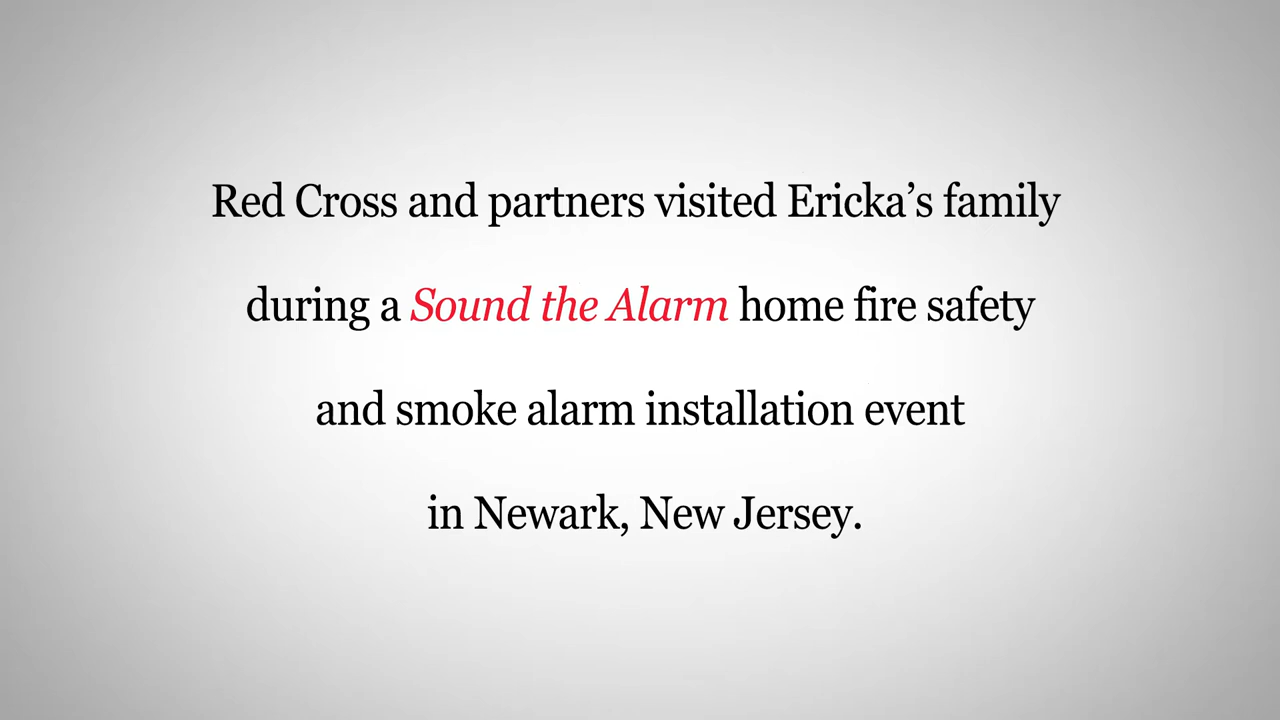 Red Cross and partners visited Ericka’s family
during a Sound the Alarm home fire safety
and smoke alarm installation event
in Newark, New Jersey.